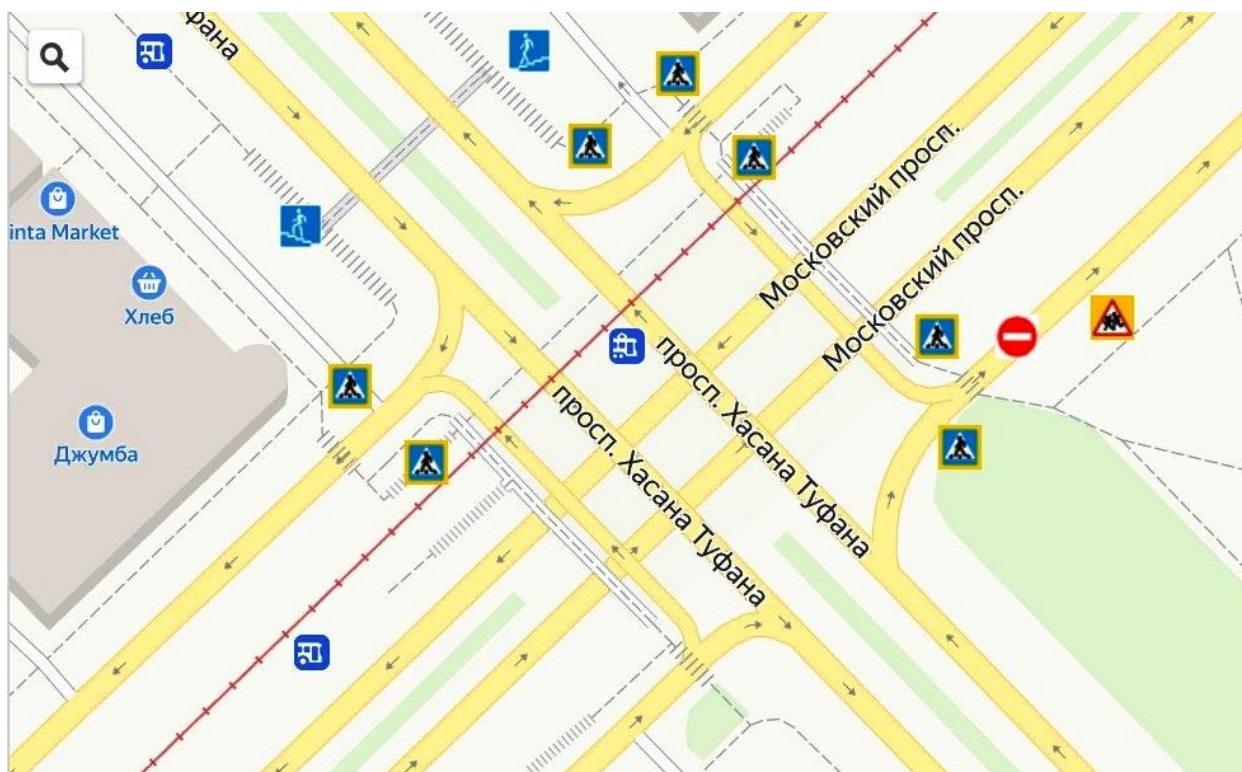 фана
inta Market
Хлеб
Джумба
Московский просп.
Московский просп.
просп. Хасана Туфана
просп. Хасана Туфана